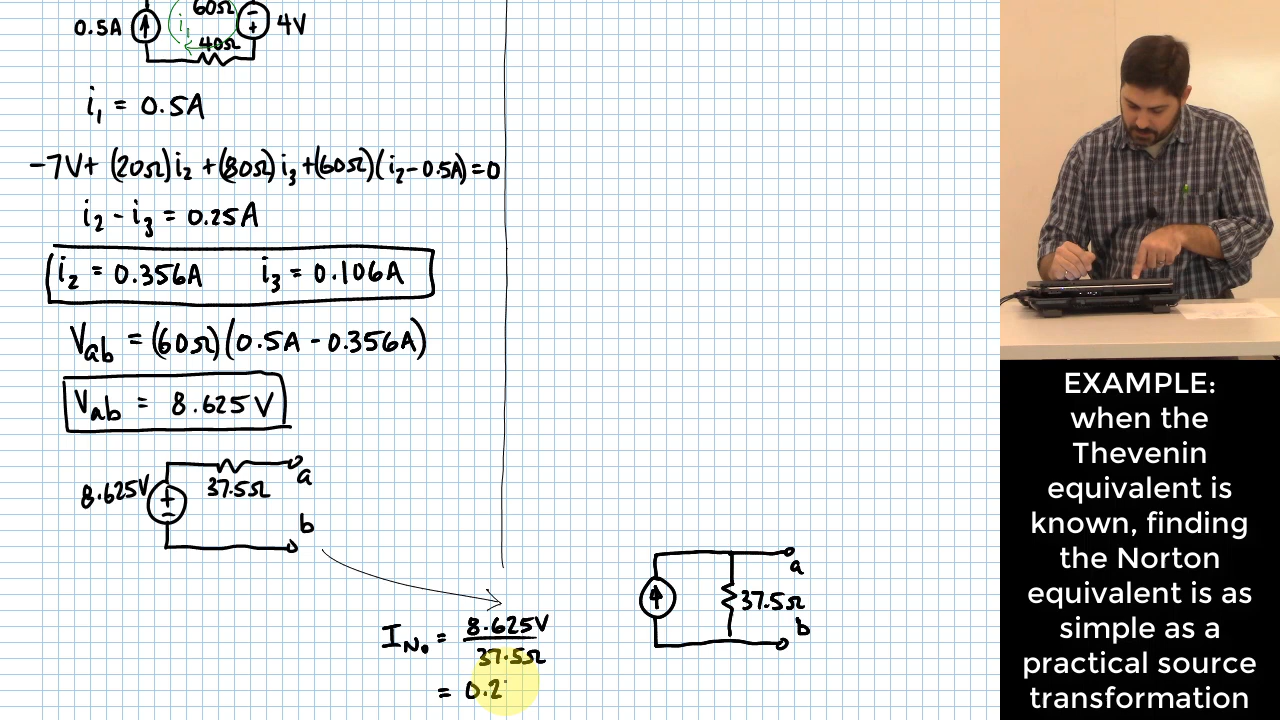 60Ω
0.5A i₁ 4V
40Ω
i₁ = 0.5A
-7V+ (20Ω)i₂ +(80Ω)i₃ +(60Ω)(i₂-0.5A)=0
i₂ - i₃ = 0.25A
i₂ = 0.356A i₃ = 0.106A
Vab = (60Ω)(0.5A - 0.356A)
Vab = 8.625V
8.625V + − 37.5Ω a
b
a
37.5Ω
b
I_No = 8.625V
37.5Ω
= 0.2
EXAMPLE:
when the
Thevenin
equivalent is
known, finding
the Norton
equivalent is as
simple as a
practical source
transformation